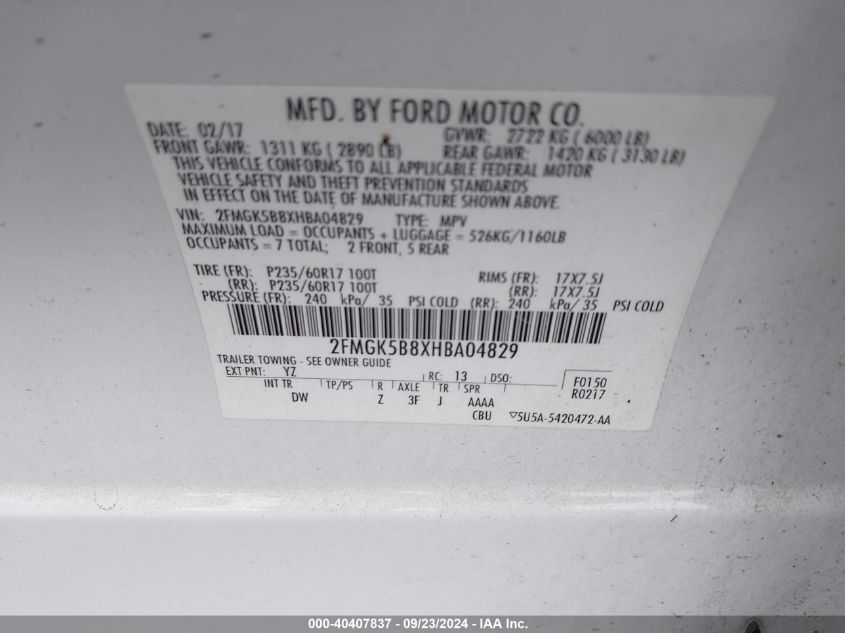 MFD. BY FORD MOTOR CO.
DATE: 02/17 GVWR: 2722 KG ( 6000 LB)
FRONT GAWR: 1311 KG ( 2890 LB) REAR GAWR: 1420 KG ( 3130 LB)
THIS VEHICLE CONFORMS TO ALL APPLICABLE FEDERAL MOTOR
VEHICLE SAFETY AND THEFT PREVENTION STANDARDS
IN EFFECT ON THE DATE OF MANUFACTURE SHOWN ABOVE.
VIN: 2FMGK5B8XHBA04829 TYPE: MPV
MAXIMUM LOAD = OCCUPANTS + LUGGAGE = 526KG/1160LB
OCCUPANTS = 7 TOTAL; 2 FRONT, 5 REAR
TIRE (FR): P235/60R17 100T RIMS (FR): 17X7.5J
(RR): P235/60R17 100T (RR): 17X7.5J
PRESSURE (FR): 240 kPa/ 35 PSI COLD (RR): 240 kPa/ 35 PSI COLD
2FMGK5B8XHBA04829
TRAILER TOWING - SEE OWNER GUIDE
EXT PNT: YZ RC: 13 DSO: F0150
INT TR TP/PS R AXLE TR SPR R0217
DW Z 3F J AAAA
CBU ▽5U5A-5420472-AA
000-40407837 - 09/23/2024 - IAA Inc.